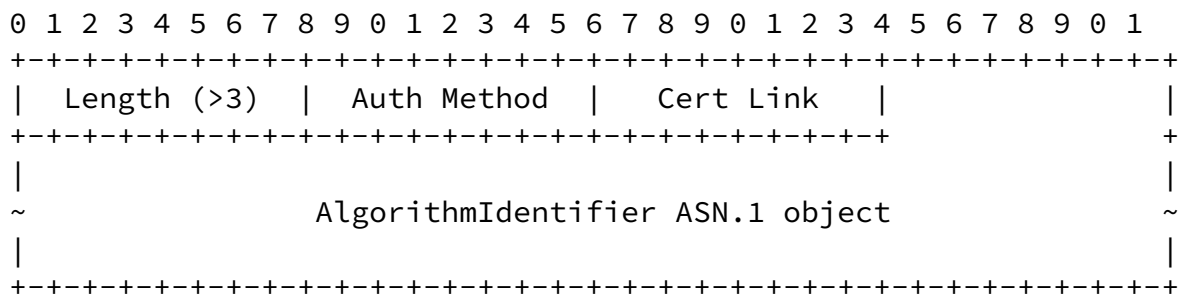 0 1 2 3 4 5 6 7 8 9 0 1 2 3 4 5 6 7 8 9 0 1 2 3 4 5 6 7 8 9 0 1
+-+-+-+-+-+-+-+-+-+-+-+-+-+-+-+-+-+-+-+-+-+-+-+-+-+-+-+-+-+-+-+-+
|  Length (>3)  |  Auth Method  |   Cert Link   |               |
+-+-+-+-+-+-+-+-+-+-+-+-+-+-+-+-+-+-+-+-+-+-+-+-+               +
|                                                               |
~                AlgorithmIdentifier ASN.1 object               ~
|                                                               |
+-+-+-+-+-+-+-+-+-+-+-+-+-+-+-+-+-+-+-+-+-+-+-+-+-+-+-+-+-+-+-+-+